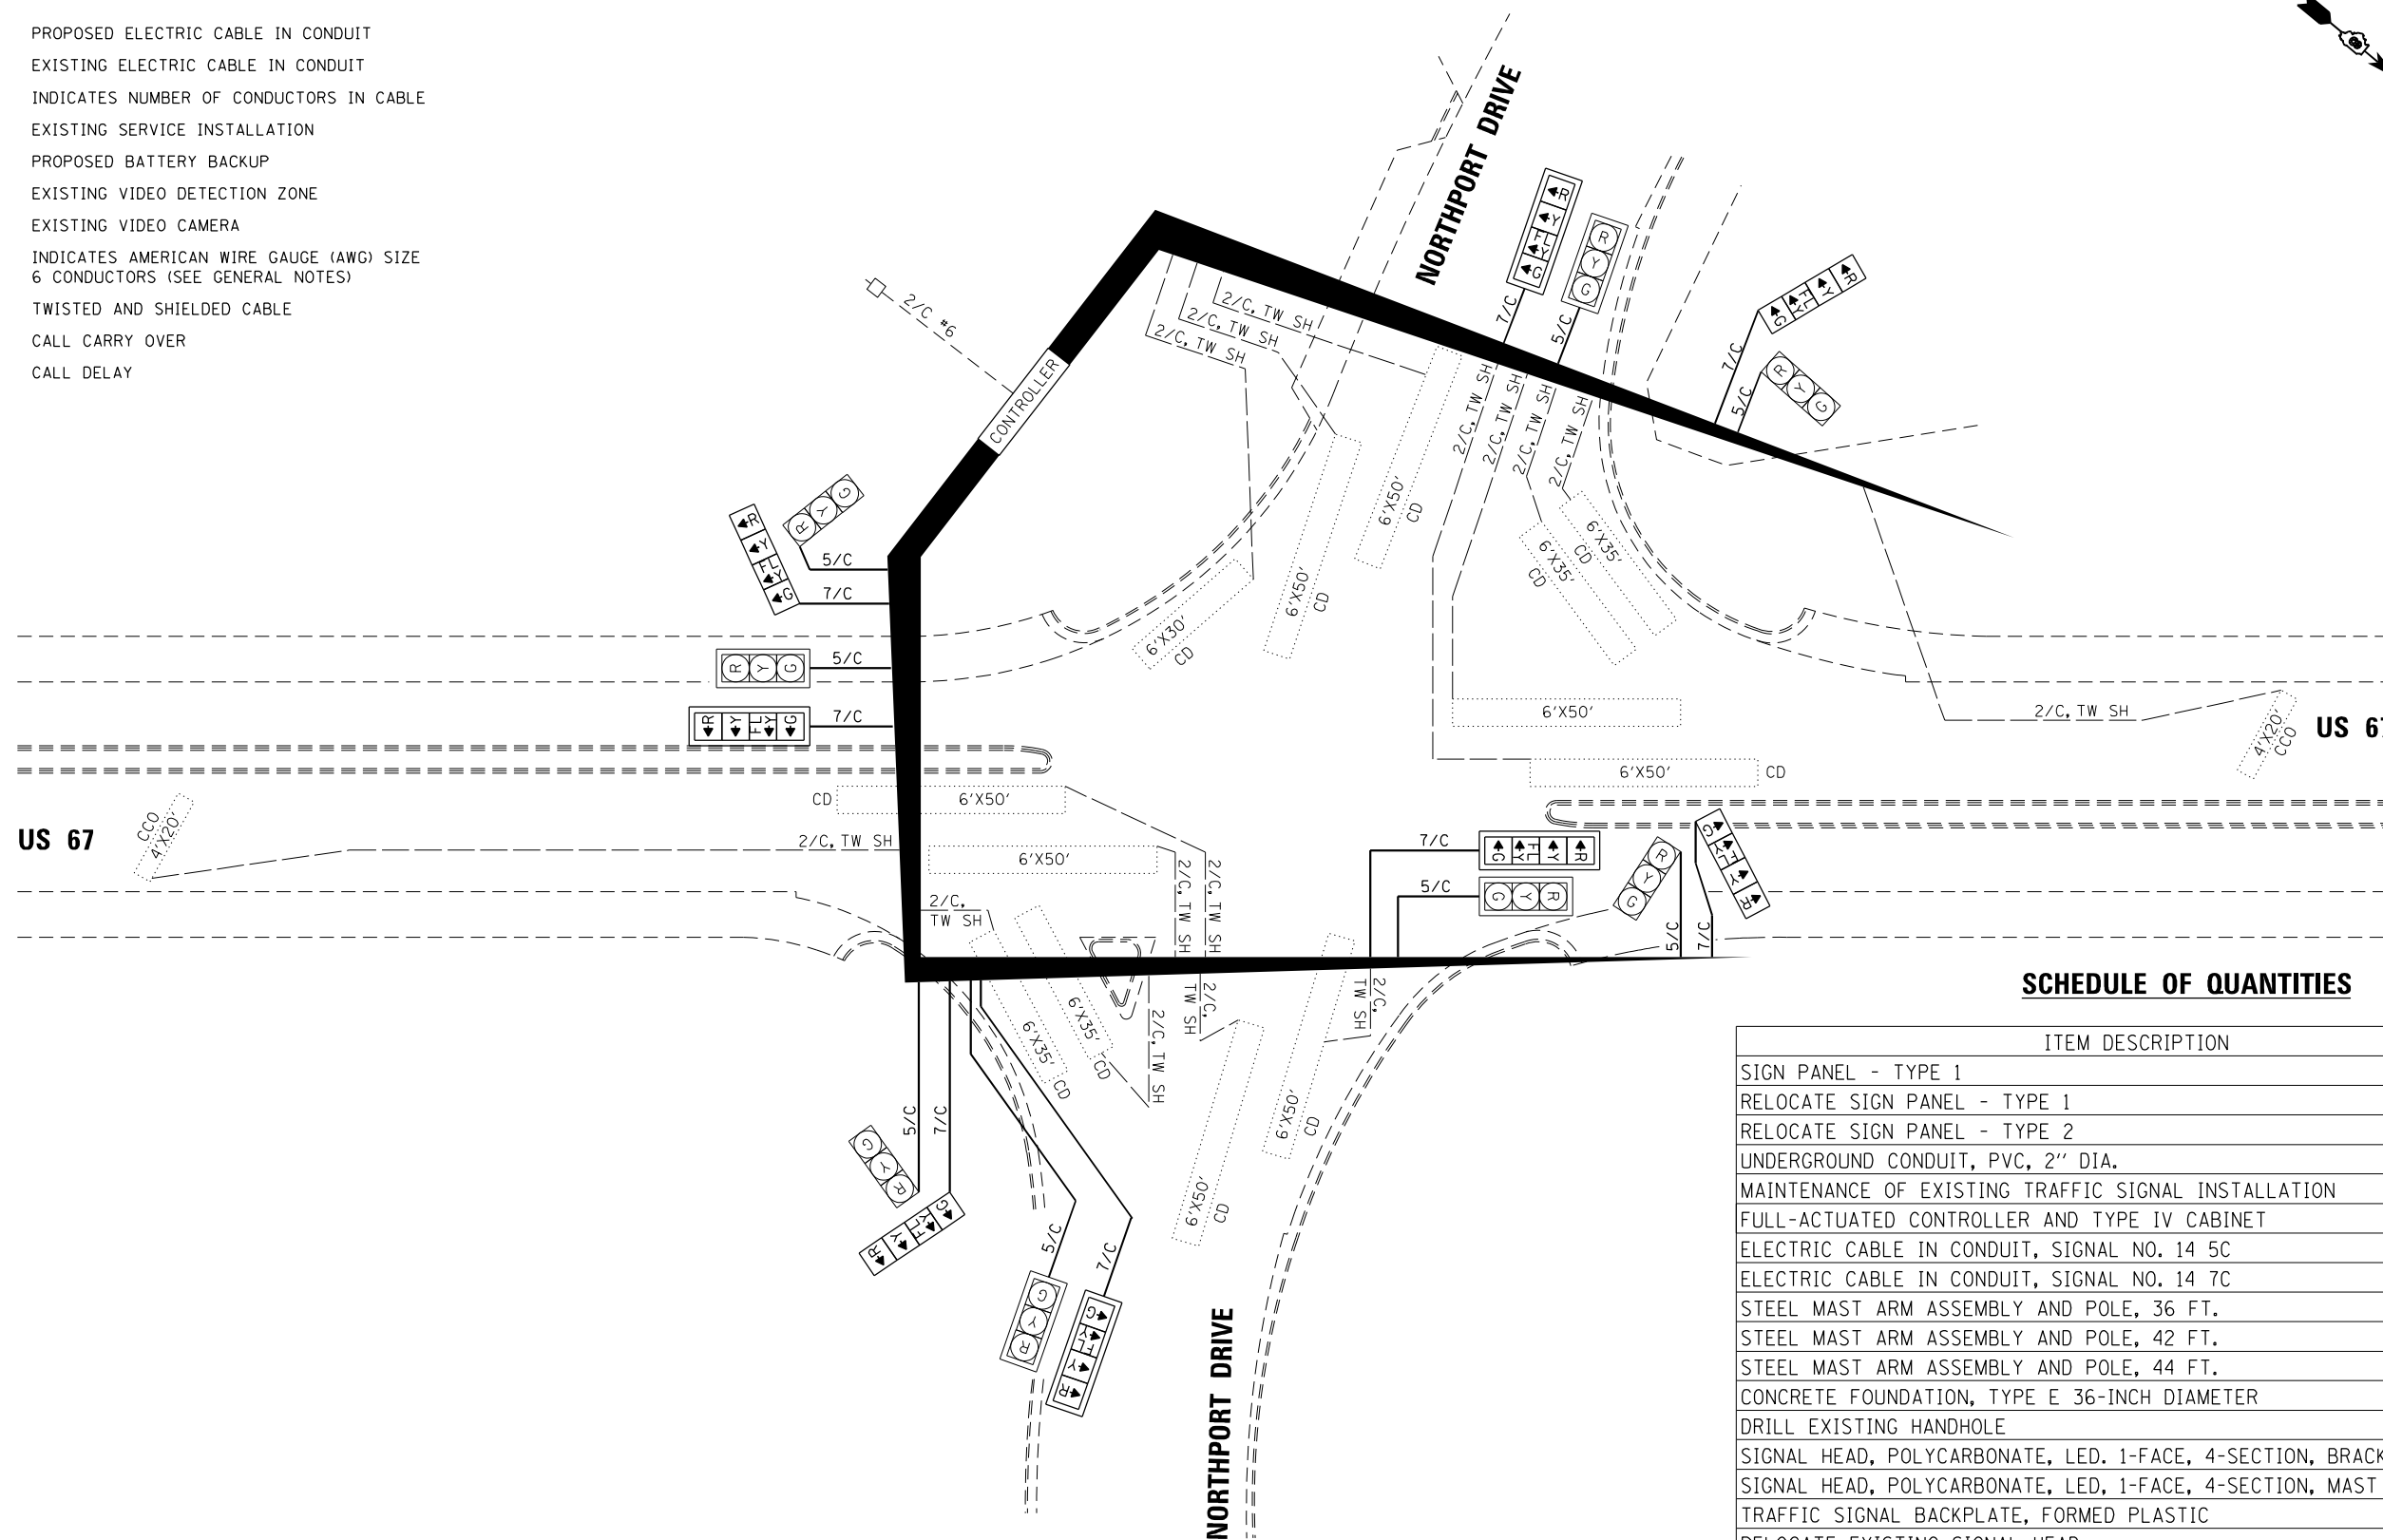 PROPOSED ELECTRIC CABLE IN CONDUIT
EXISTING ELECTRIC CABLE IN CONDUIT
INDICATES NUMBER OF CONDUCTORS IN CABLE
EXISTING SERVICE INSTALLATION
PROPOSED BATTERY BACKUP
EXISTING VIDEO DETECTION ZONE
EXISTING VIDEO CAMERA
INDICATES AMERICAN WIRE GAUGE (AWG) SIZE
6 CONDUCTORS (SEE GENERAL NOTES)
TWISTED AND SHIELDED CABLE
CALL CARRY OVER
CALL DELAY
NORTHPORT DRIVE
R
Y
FL Y
G
R
Y
G
7/C
5/C
R
Y
FL Y
G
R
Y
G
7/C
5/C
2/C #6
CONTROLLER
2/C, TW SH
2/C, TW SH
2/C, TW SH
2/C, TW SH
2/C, TW SH
2/C, TW SH
2/C, TW SH
6'X50'
CD
6'X50'
CD
6'X30'
CD
6'X35'
CD
6'X35'
CD
R
Y
G
5/C
R
Y
FL Y
G
7/C
R
Y
G
5/C
R
Y
FL Y
G
7/C
6'X50'
6'X50'
CD
2/C, TW SH
4'X20'
CCO
US 67
US 67
CCO
4'X20'
2/C, TW SH
CD
6'X50'
6'X50'
2/C, TW SH
2/C, TW SH
2/C,
TW SH
7/C
G
FL Y
Y
R
5/C
G
Y
R
R
Y
G
5/C
G
FL Y
Y
R
7/C
6'X35'
CD
6'X35'
CD
2/C, TW SH
2/C,
TW SH
2/C,
TW SH
6'X50'
CD
6'X50'
CD
5/C
7/C
G
Y
R
G
FL Y
Y
R
5/C
7/C
G
Y
R
G
FL Y
Y
R
NORTHPORT DRIVE
SCHEDULE OF QUANTITIES
ITEM DESCRIPTION
SIGN PANEL - TYPE 1
RELOCATE SIGN PANEL - TYPE 1
RELOCATE SIGN PANEL - TYPE 2
UNDERGROUND CONDUIT, PVC, 2'' DIA.
MAINTENANCE OF EXISTING TRAFFIC SIGNAL INSTALLATION
FULL-ACTUATED CONTROLLER AND TYPE IV CABINET
ELECTRIC CABLE IN CONDUIT, SIGNAL NO. 14 5C
ELECTRIC CABLE IN CONDUIT, SIGNAL NO. 14 7C
STEEL MAST ARM ASSEMBLY AND POLE, 36 FT.
STEEL MAST ARM ASSEMBLY AND POLE, 42 FT.
STEEL MAST ARM ASSEMBLY AND POLE, 44 FT.
CONCRETE FOUNDATION, TYPE E 36-INCH DIAMETER
DRILL EXISTING HANDHOLE
SIGNAL HEAD, POLYCARBONATE, LED. 1-FACE, 4-SECTION, BRACK
SIGNAL HEAD, POLYCARBONATE, LED, 1-FACE, 4-SECTION, MAST
TRAFFIC SIGNAL BACKPLATE, FORMED PLASTIC
RELOCATE EXISTING SIGNAL HEAD